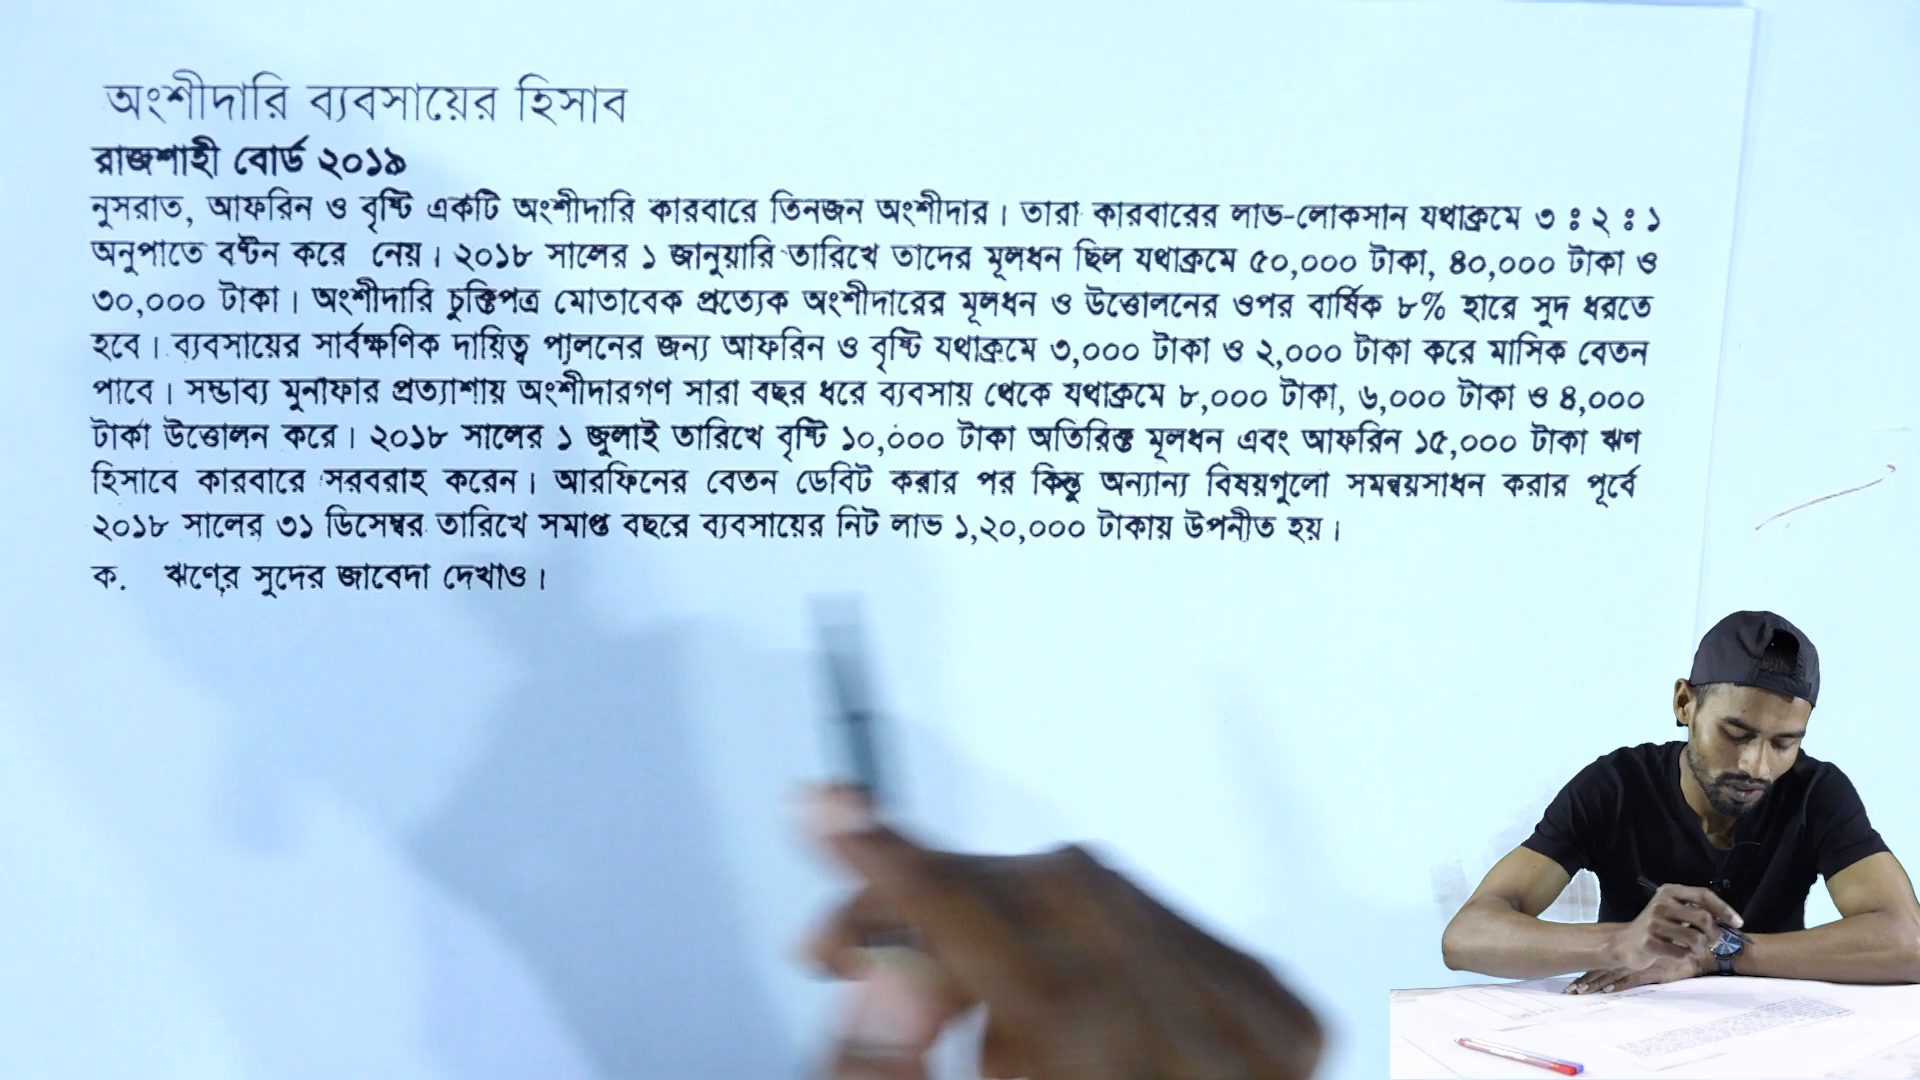 অংশীদারি ব্যবসায়ের হিসাব
রাজশাহী বোর্ড ২০১৯
নুসরাত, আফরিন ও বৃষ্টি একটি অংশীদারি কারবারে তিনজন অংশীদার। তারা কারবারের লাভ-লোকসান যথাক্রমে ৩ : ২ : ১
অনুপাতে বণ্টন করে নেয়। ২০১৮ সালের ১ জানুয়ারি তারিখে তাদের মূলধন ছিল যথাক্রমে ৫০,০০০ টাকা, ৪০,০০০ টাকা ও
৩০,০০০ টাকা। অংশীদারি চুক্তিপত্র মোতাবেক প্রত্যেক অংশীদারের মূলধন ও উত্তোলনের ওপর বার্ষিক ৮% হারে সুদ ধরতে
হবে। ব্যবসায়ের সার্বক্ষণিক দায়িত্ব পালনের জন্য আফরিন ও বৃষ্টি যথাক্রমে ৩,০০০ টাকা ও ২,০০০ টাকা করে মাসিক বেতন
পাবে। সম্ভাব্য মুনাফার প্রত্যাশায় অংশীদারগণ সারা বছর ধরে ব্যবসায় থেকে যথাক্রমে ৮,০০০ টাকা, ৬,০০০ টাকা ও ৪,০০০
টাকা উত্তোলন করে। ২০১৮ সালের ১ জুলাই তারিখে বৃষ্টি ১০,০০০ টাকা অতিরিক্ত মূলধন এবং আফরিন ১৫,০০০ টাকা ঋণ
হিসাবে কারবারে সরবরাহ করেন। আরফিনের বেতন ডেবিট করার পর কিন্তু অন্যান্য বিষয়গুলো সমন্বয়সাধন করার পূর্বে
২০১৮ সালের ৩১ ডিসেম্বর তারিখে সমাপ্ত বছরে ব্যবসায়ের নিট লাভ ১,২০,০০০ টাকায় উপনীত হয়।
ক. ঋণের সুদের জাবেদা দেখাও।